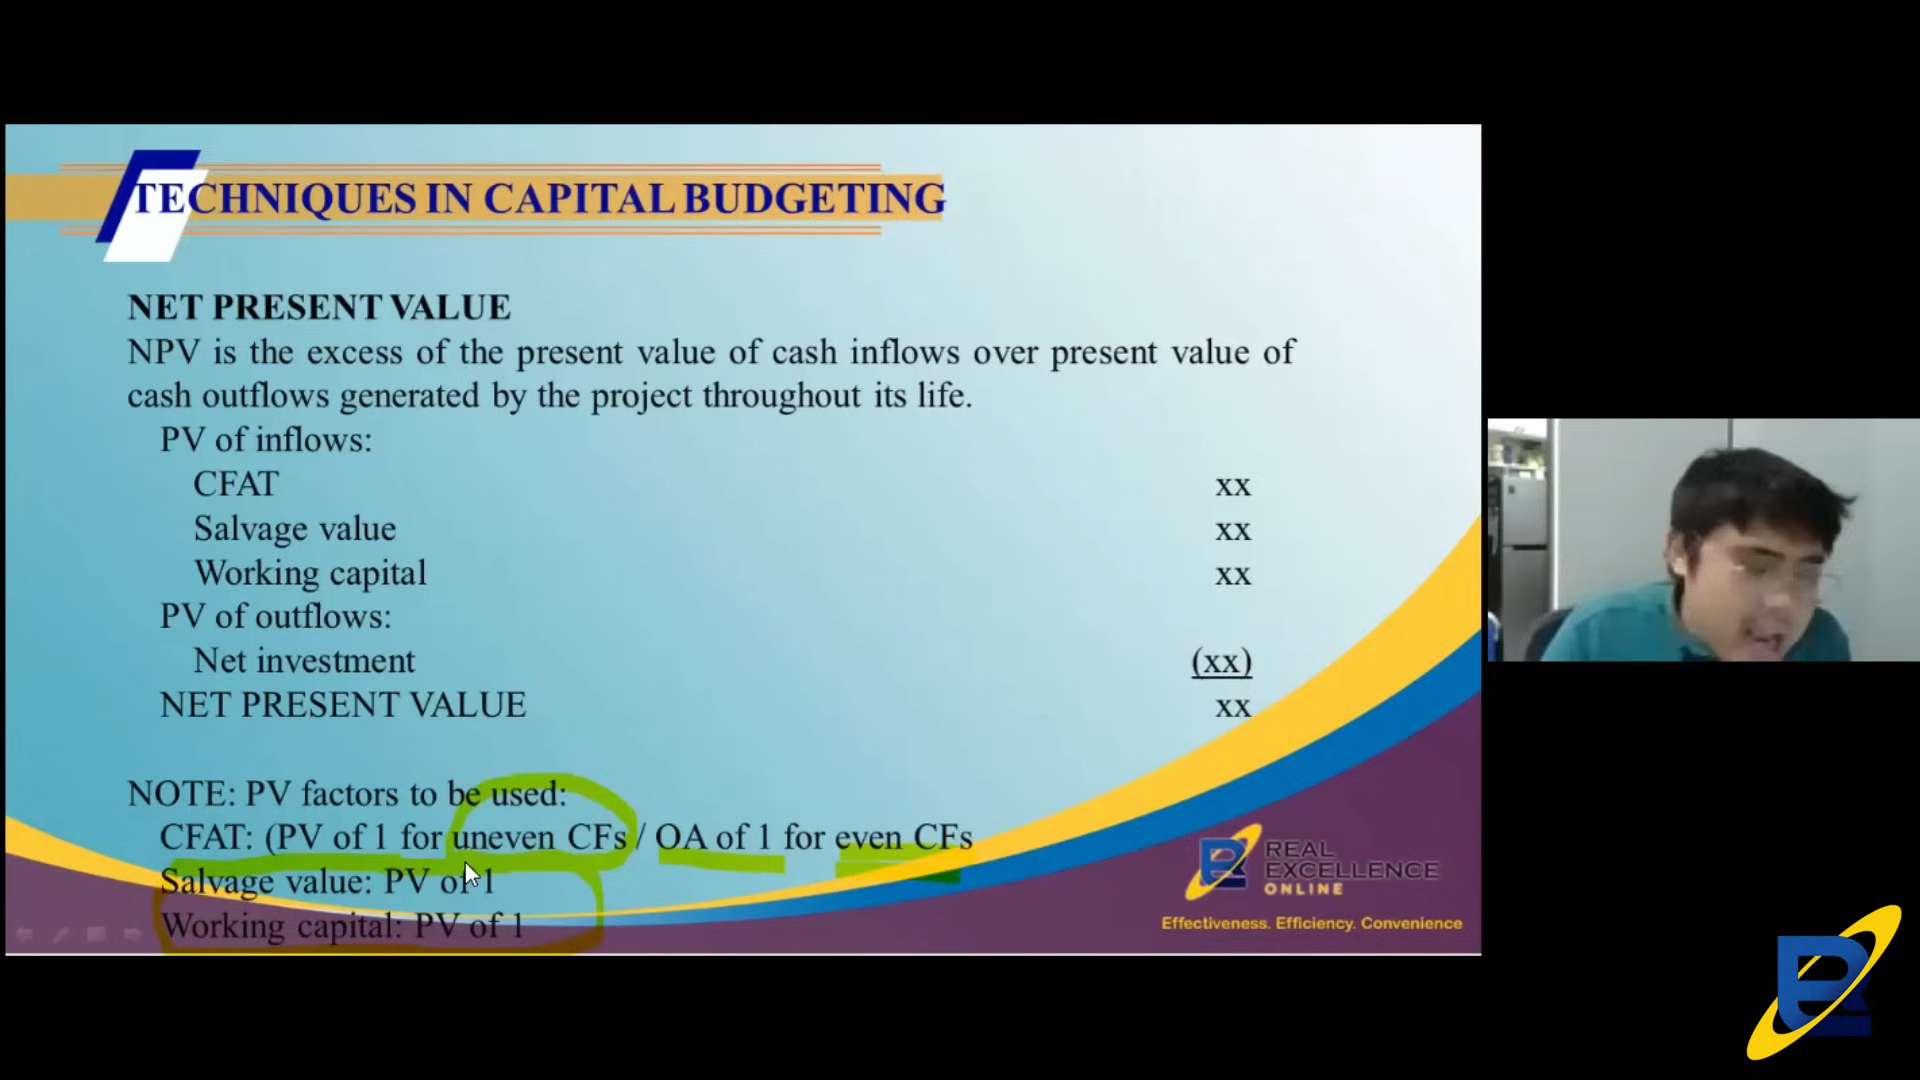 TECHNIQUES IN CAPITAL BUDGETING
NET PRESENT VALUE
NPV is the excess of the present value of cash inflows over present value of
cash outflows generated by the project throughout its life.
PV of inflows:
CFAT xx
Salvage value xx
Working capital xx
PV of outflows:
Net investment (xx)
NET PRESENT VALUE xx
NOTE: PV factors to be used:
CFAT: (PV of 1 for uneven CFs / OA of 1 for even CFs
Salvage value: PV of 1
Working capital: PV of 1
REAL
EXCELLENCE
ONLINE
Effectiveness. Efficiency. Convenience